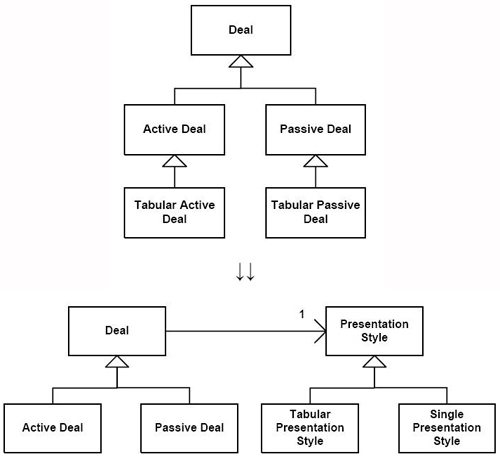 Deal
Active Deal
Passive Deal
Tabular Active
Deal
Tabular Passive
Deal
1
Deal
Presentation
Style
Active Deal
Passive Deal
Tabular
Presentation
Style
Single
Presentation
Style